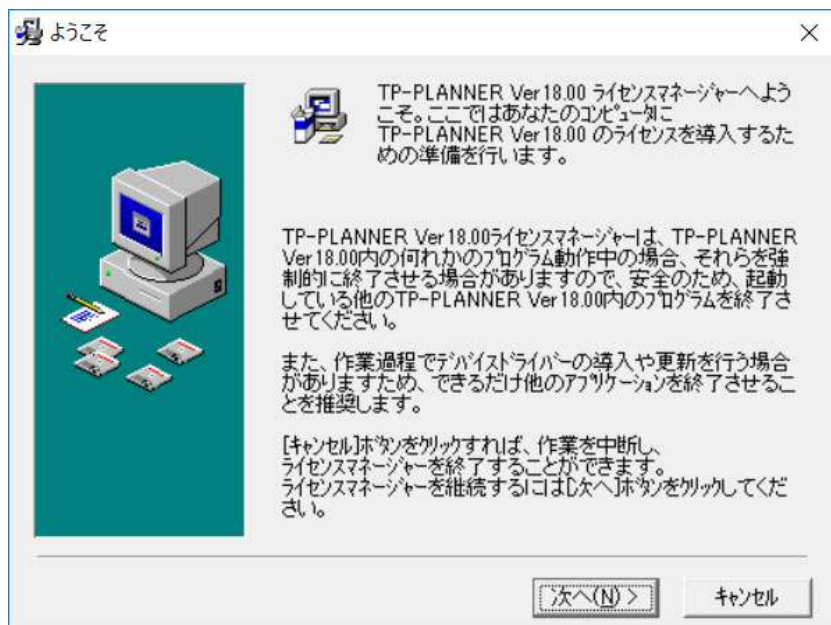 ようこそ
TP-PLANNER Ver18.00 ﾗｲｾﾝｽﾏﾈｰｼﾞｬｰへよう
こそ。ここではあなたのｺﾝﾋﾟｭｰﾀに
TP-PLANNER Ver18.00 のﾗｲｾﾝｽを導入するた
めの準備を行います。
TP-PLANNER Ver18.00ﾗｲｾﾝｽﾏﾈｰｼﾞｬｰは、TP-PLANNER
Ver18.00内の何れかのﾌﾟﾛｸﾞﾗﾑ動作中の場合、それらを強
制的に終了させる場合がありますので、安全のため、起動
している他のTP-PLANNER Ver18.00内のﾌﾟﾛｸﾞﾗﾑを終了さ
せてください。
また、作業過程でﾃﾞﾊﾞｲｽﾄﾞﾗｲﾊﾞｰの導入や更新を行う場合
がありますため、できるだけ他のｱﾌﾟﾘｹｰｼｮﾝを終了させるこ
とを推奨します。
[ｷｬﾝｾﾙ]ﾎﾞﾀﾝをｸﾘｯｸすれば、作業を中断し、
ﾗｲｾﾝｽﾏﾈｰｼﾞｬｰを終了することができます。
ﾗｲｾﾝｽﾏﾈｰｼﾞｬｰを継続するには[次へ]ﾎﾞﾀﾝをｸﾘｯｸしてくだ
さい。
次へ(N) >
ｷｬﾝｾﾙ